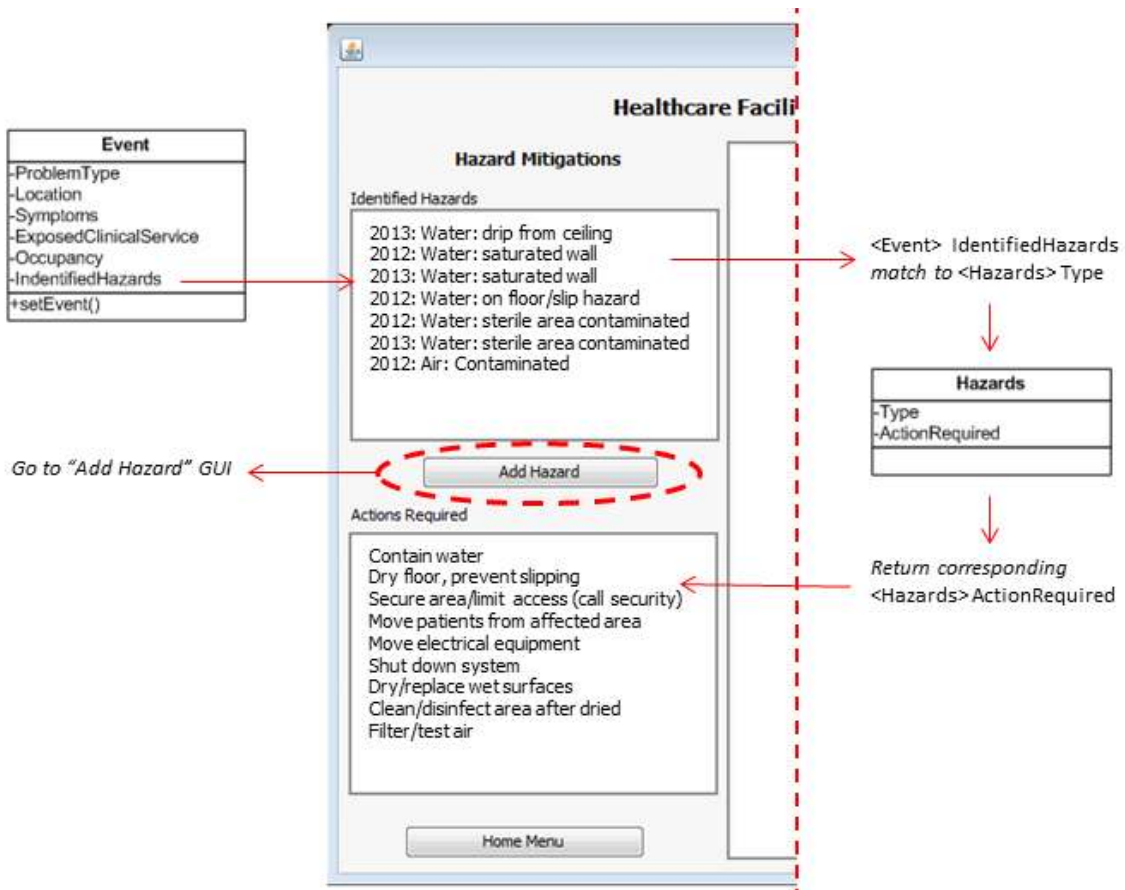 Healthcare Facili
Event
-ProblemType
-Location
-Symptoms
-ExposedClinicalService
-Occupancy
-IndentifiedHazards
+setEvent()
Hazard Mitigations
Identified Hazards
2013: Water: drip from ceiling
2012: Water: saturated wall
2013: Water: saturated wall
2012: Water: on floor/slip hazard
2012: Water: sterile area contaminated
2013: Water: sterile area contaminated
2012: Air: Contaminated
<Event> IdentifiedHazards
match to <Hazards> Type
Hazards
-Type
-ActionRequired
Go to “Add Hazard” GUI
Add Hazard
Actions Required
Contain water
Dry floor, prevent slipping
Secure area/limit access (call security)
Move patients from affected area
Move electrical equipment
Shut down system
Dry/replace wet surfaces
Clean/disinfect area after dried
Filter/test air
Return corresponding
<Hazards> ActionRequired
Home Menu